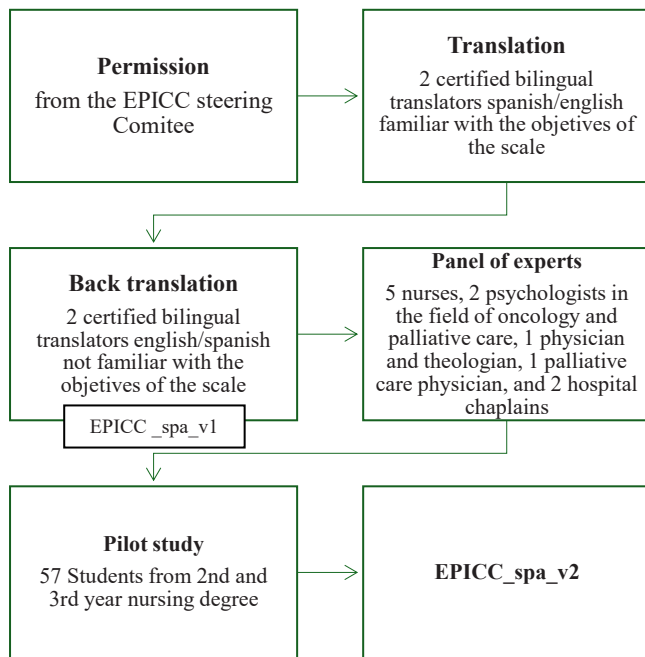 Permission
from the EPICC steering
Comitee
Translation
2 certified bilingual
translators spanish/english
familiar with the objetives of
the scale
Back translation
2 certified bilingual
translators english/spanish
not familiar with the
objetives of the scale
EPICC _spa_v1
Panel of experts
5 nurses, 2 psychologists in
the field of oncology and
palliative care, 1 physician
and theologian, 1 palliative
care physician, and 2 hospital
chaplains
Pilot study
57 Students from 2nd and
3rd year nursing degree
EPICC_spa_v2